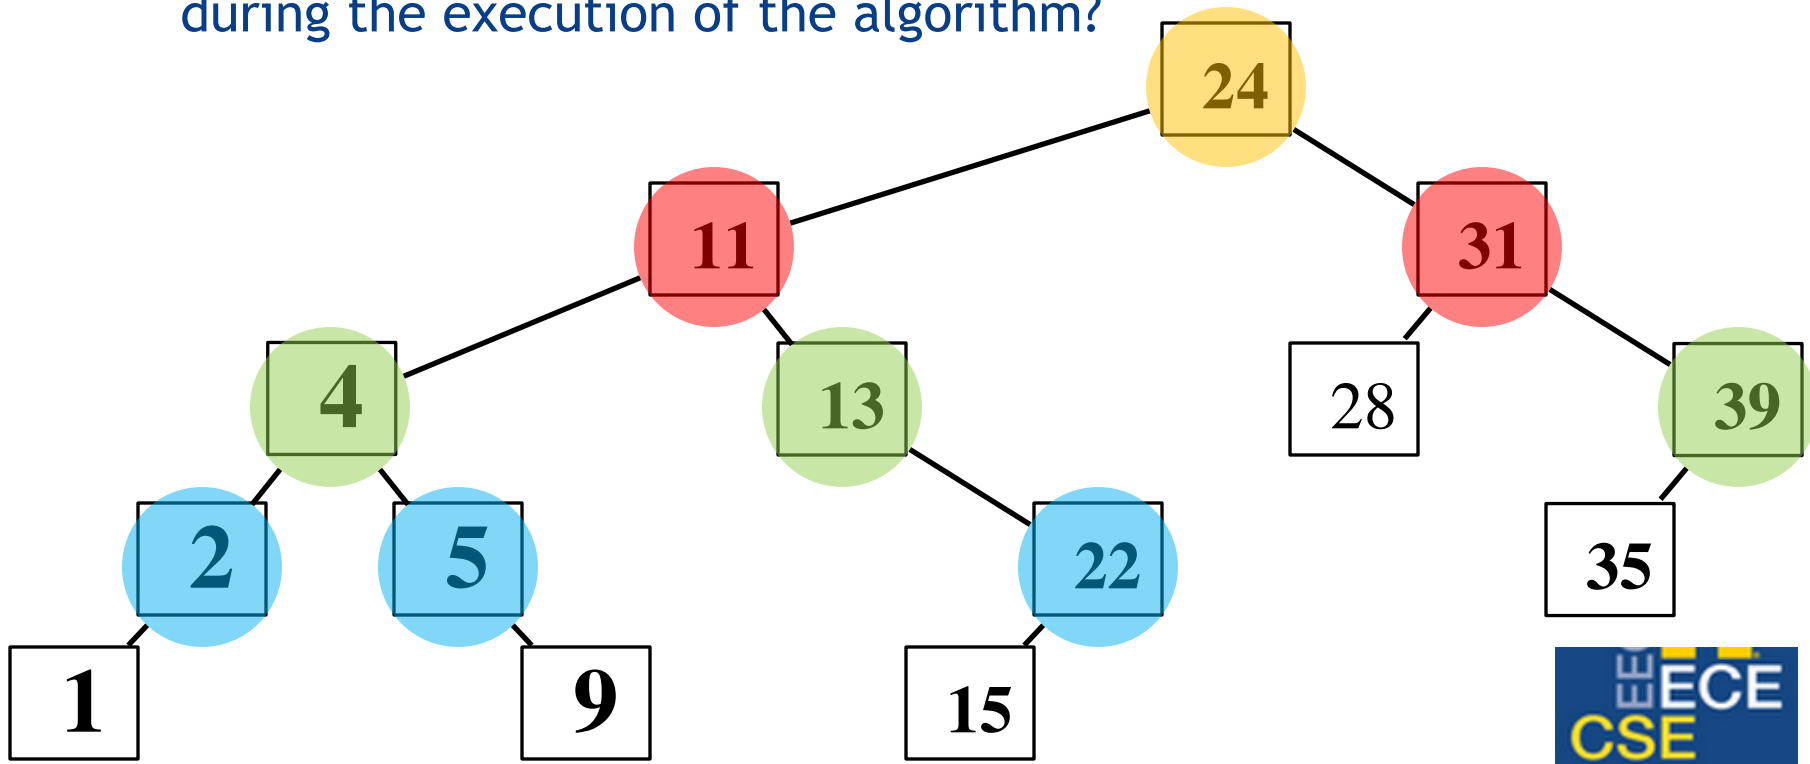 during the execution of the algorithm?
24
11 31
4 13 28 39
2 5 22 35
1 9 15
ECE
CSE